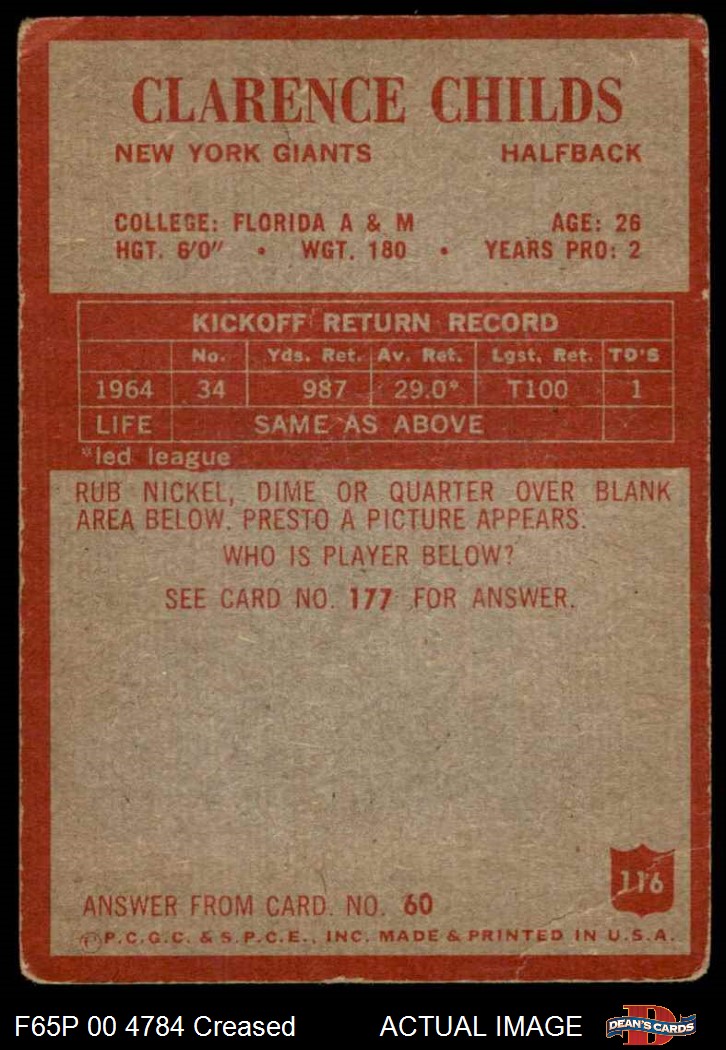 CLARENCE CHILDS
NEW YORK GIANTS HALFBACK
COLLEGE: FLORIDA A & M AGE: 26
HGT. 6'0" • WGT. 180 • YEARS PRO: 2
KICKOFF RETURN RECORD
No. Yds. Ret. Av. Ret. Lgst. Ret. TD'S
1964 34 987 29.0* T100 1
LIFE SAME AS ABOVE
*led league
RUB NICKEL, DIME OR QUARTER OVER BLANK
AREA BELOW. PRESTO A PICTURE APPEARS.
WHO IS PLAYER BELOW?
SEE CARD NO. 177 FOR ANSWER.
116
ANSWER FROM CARD. NO. 60
©P.C.G.C. & S.P.C.E., INC. MADE & PRINTED IN U.S.A.
F65P 00 4784 Creased ACTUAL IMAGE D DEAN'S CARDS